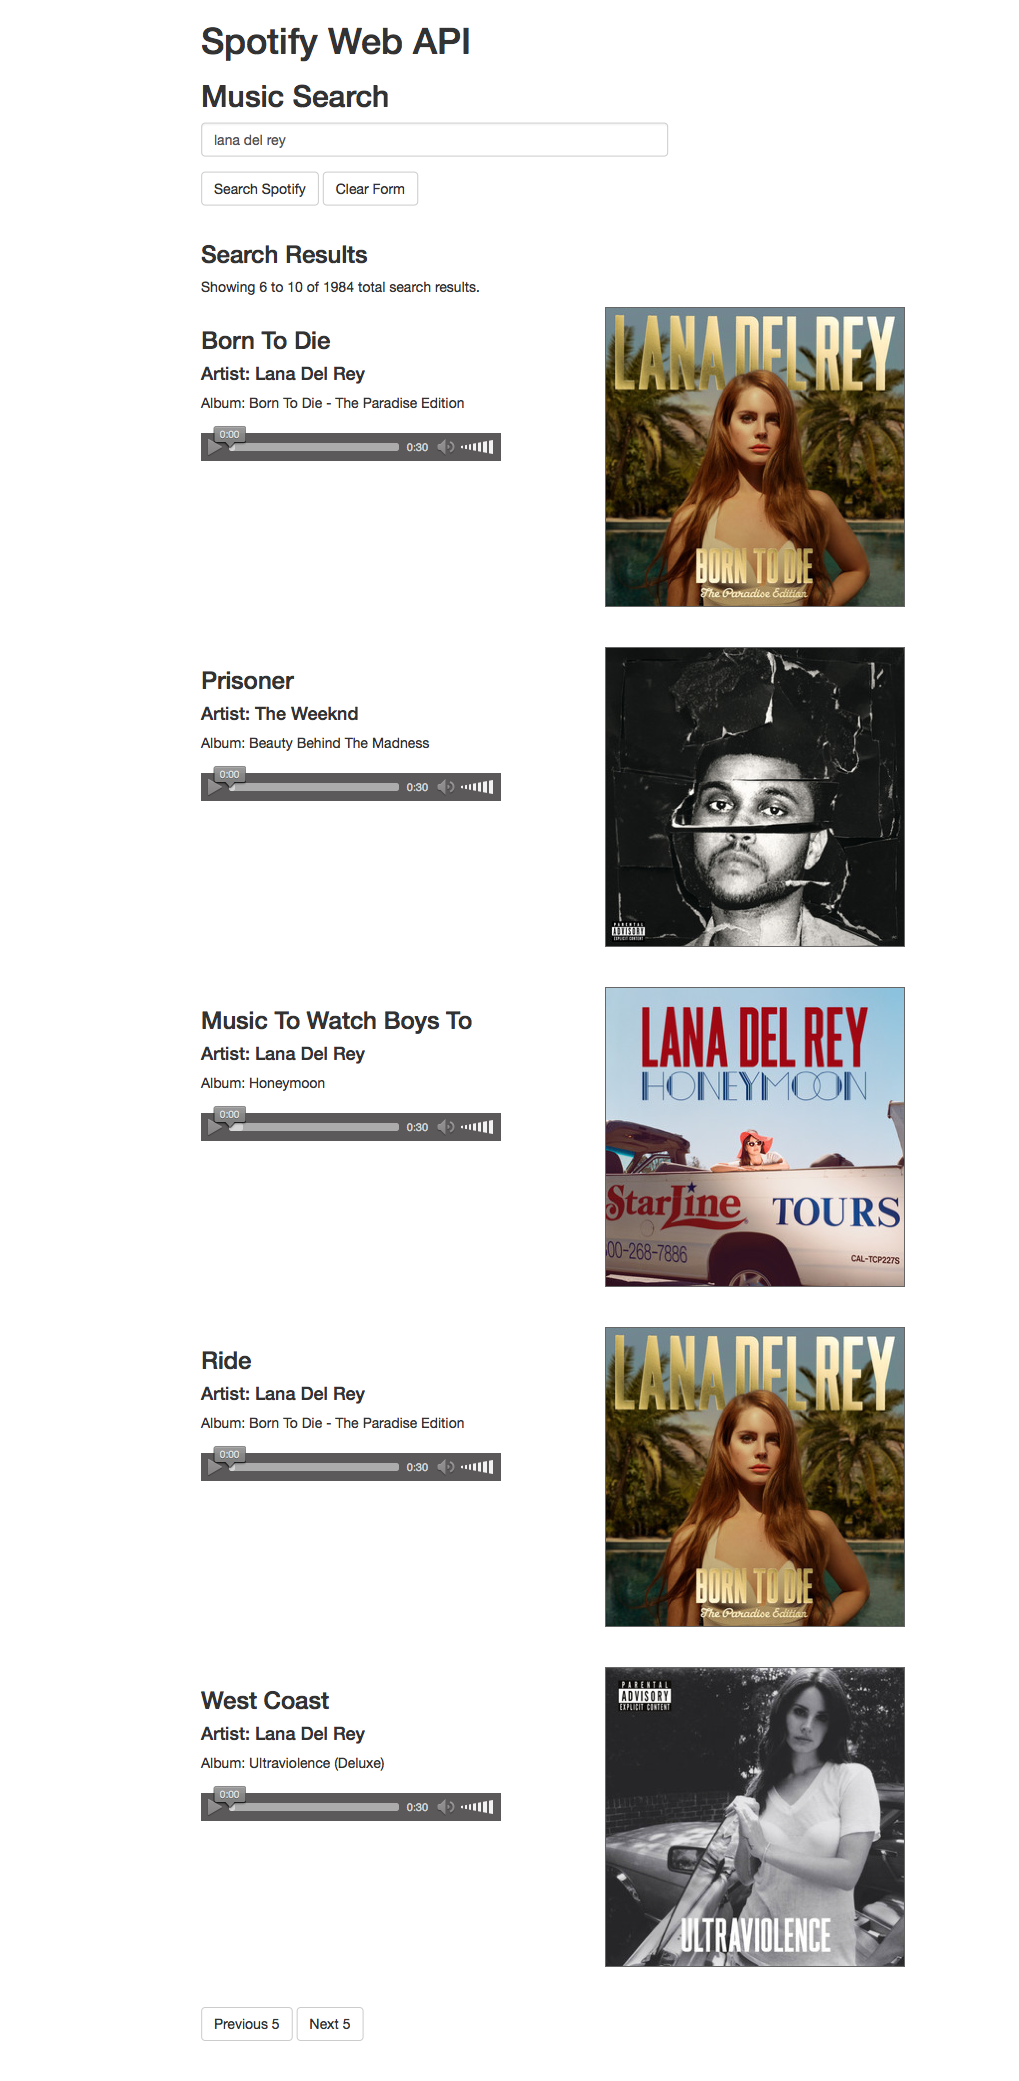 Spotify Web API
Music Search
lana del rey
Search Spotify
Clear Form
Search Results
Showing 6 to 10 of 1984 total search results.
Born To Die
Artist: Lana Del Rey
Album: Born To Die - The Paradise Edition
0:00
0:30
LANA DEL REY
BORN TO DIE
The Paradise Edition
Prisoner
Artist: The Weeknd
Album: Beauty Behind The Madness
0:00
0:30
PARENTAL
ADVISORY
EXPLICIT CONTENT
Music To Watch Boys To
Artist: Lana Del Rey
Album: Honeymoon
0:00
0:30
LANA DEL REY
HONEYMOON
StarLine TOURS
00-268-7886
CAL-TCP227S
Ride
Artist: Lana Del Rey
Album: Born To Die - The Paradise Edition
0:00
0:30
LANA DEL REY
BORN TO DIE
The Paradise Edition
West Coast
Artist: Lana Del Rey
Album: Ultraviolence (Deluxe)
0:00
0:30
PARENTAL
ADVISORY
EXPLICIT CONTENT
ULTRAVIOLENCE
Previous 5
Next 5